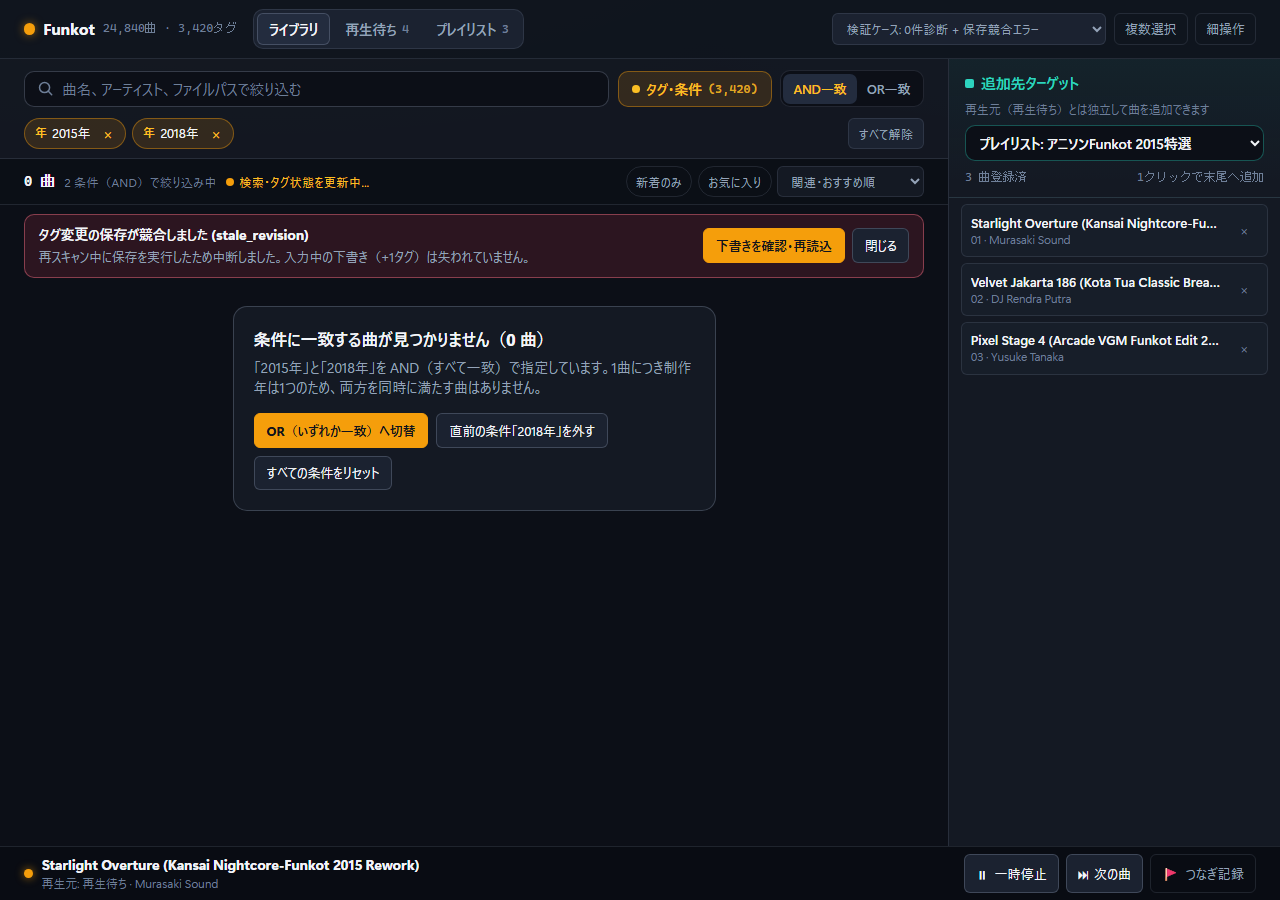 Funkot 24,840曲 · 3,420タグ ライブラリ 再生待ち 4 プレイリスト 3 検証ケース: 0件診断 + 保存競合エラー 複数選択 細操作
曲名、アーティスト、ファイルパスで絞り込む タグ・条件 (3,420) AND一致 OR一致
年 2015年 × 年 2018年 × すべて解除
0 曲 2 条件（AND）で絞り込み中 検索・タグ状態を更新中… 新着のみ お気に入り 関連・おすすめ順
タグ変更の保存が競合しました (stale_revision)
再スキャン中に保存を実行したため中断しました。入力中の下書き（+1タグ）は失われていません。
下書きを確認・再読込 閉じる
条件に一致する曲が見つかりません（0 曲）
「2015年」と「2018年」を AND（すべて一致）で指定しています。1曲につき制作
年は1つのため、両方を同時に満たす曲はありません。
OR（いずれか一致）へ切替 直前の条件「2018年」を外す
すべての条件をリセット
追加先ターゲット
再生元（再生待ち）とは独立して曲を追加できます
プレイリスト: アニソンFunkot 2015特選
3 曲登録済 1クリックで末尾へ追加
Starlight Overture (Kansai Nightcore-Fu... ×
01 · Murasaki Sound
Velvet Jakarta 186 (Kota Tua Classic Brea... ×
02 · DJ Rendra Putra
Pixel Stage 4 (Arcade VGM Funkot Edit 2... ×
03 · Yusuke Tanaka
Starlight Overture (Kansai Nightcore-Funkot 2015 Rework)
再生元: 再生待ち · Murasaki Sound
⏸ 一時停止 ⏭ 次の曲 🚩 つなぎ記録